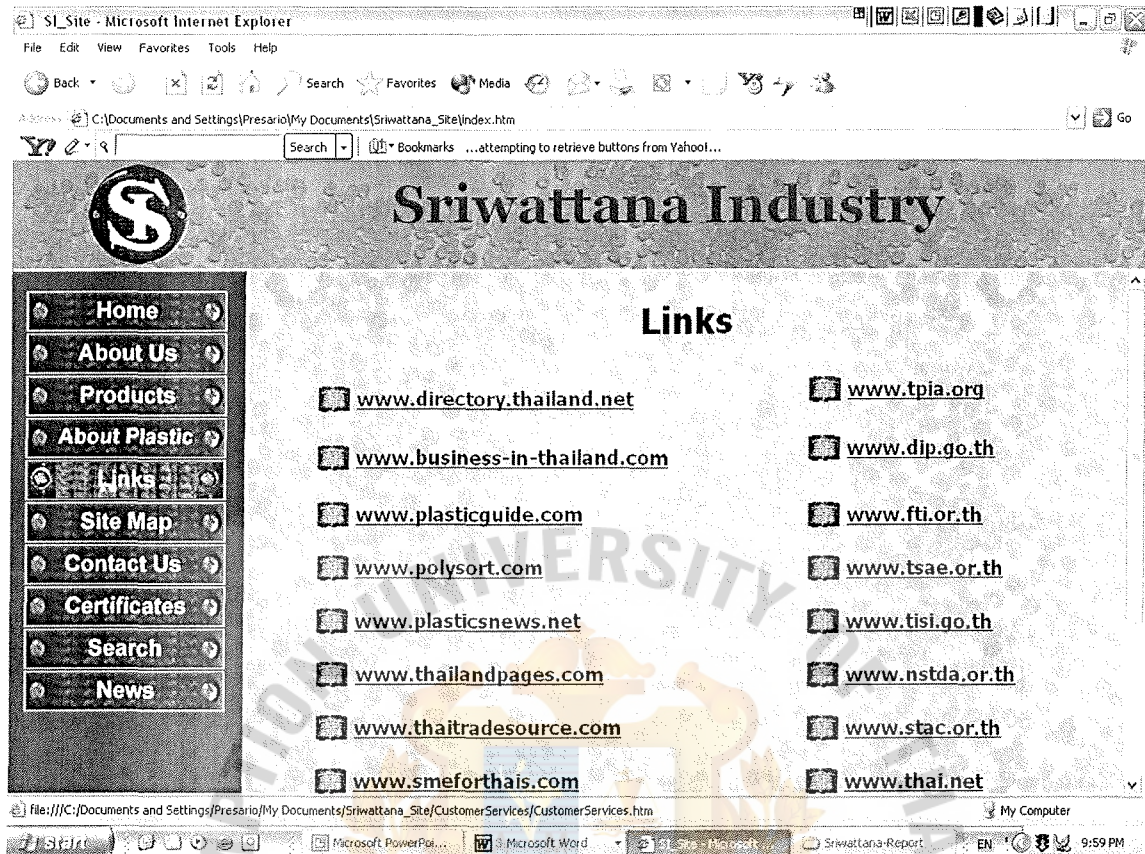 SI_Site - Microsoft Internet Explorer
File Edit View Favorites Tools Help
Back Search Favorites Media
Address C:\Documents and Settings\Presario\My Documents\Sriwattana_Site\index.htm Go
Y! Search Bookmarks ...attempting to retrieve buttons from Yahoo!...
S Sriwattana Industry
Links
Home
About Us
Products
About Plastic
Links
Site Map
Contact Us
Certificates
Search
News
www.directory.thailand.net
www.business-in-thailand.com
www.plasticguide.com
www.polysort.com
www.plasticsnews.net
www.thailandpages.com
www.thaitradesource.com
www.smeforthais.com
www.tpia.org
www.dip.go.th
www.fti.or.th
www.tsae.or.th
www.tisi.go.th
www.nstda.or.th
www.stac.or.th
www.thai.net
UNIVERSITY OF
file:///C:/Documents and Settings/Presario/My Documents/Sriwattana_Site/CustomerServices/CustomerServices.htm My Computer
start Microsoft PowerPoi... 3 Microsoft Word SI_Site - Microsoft ... Sriwattana-Report EN 9:59 PM